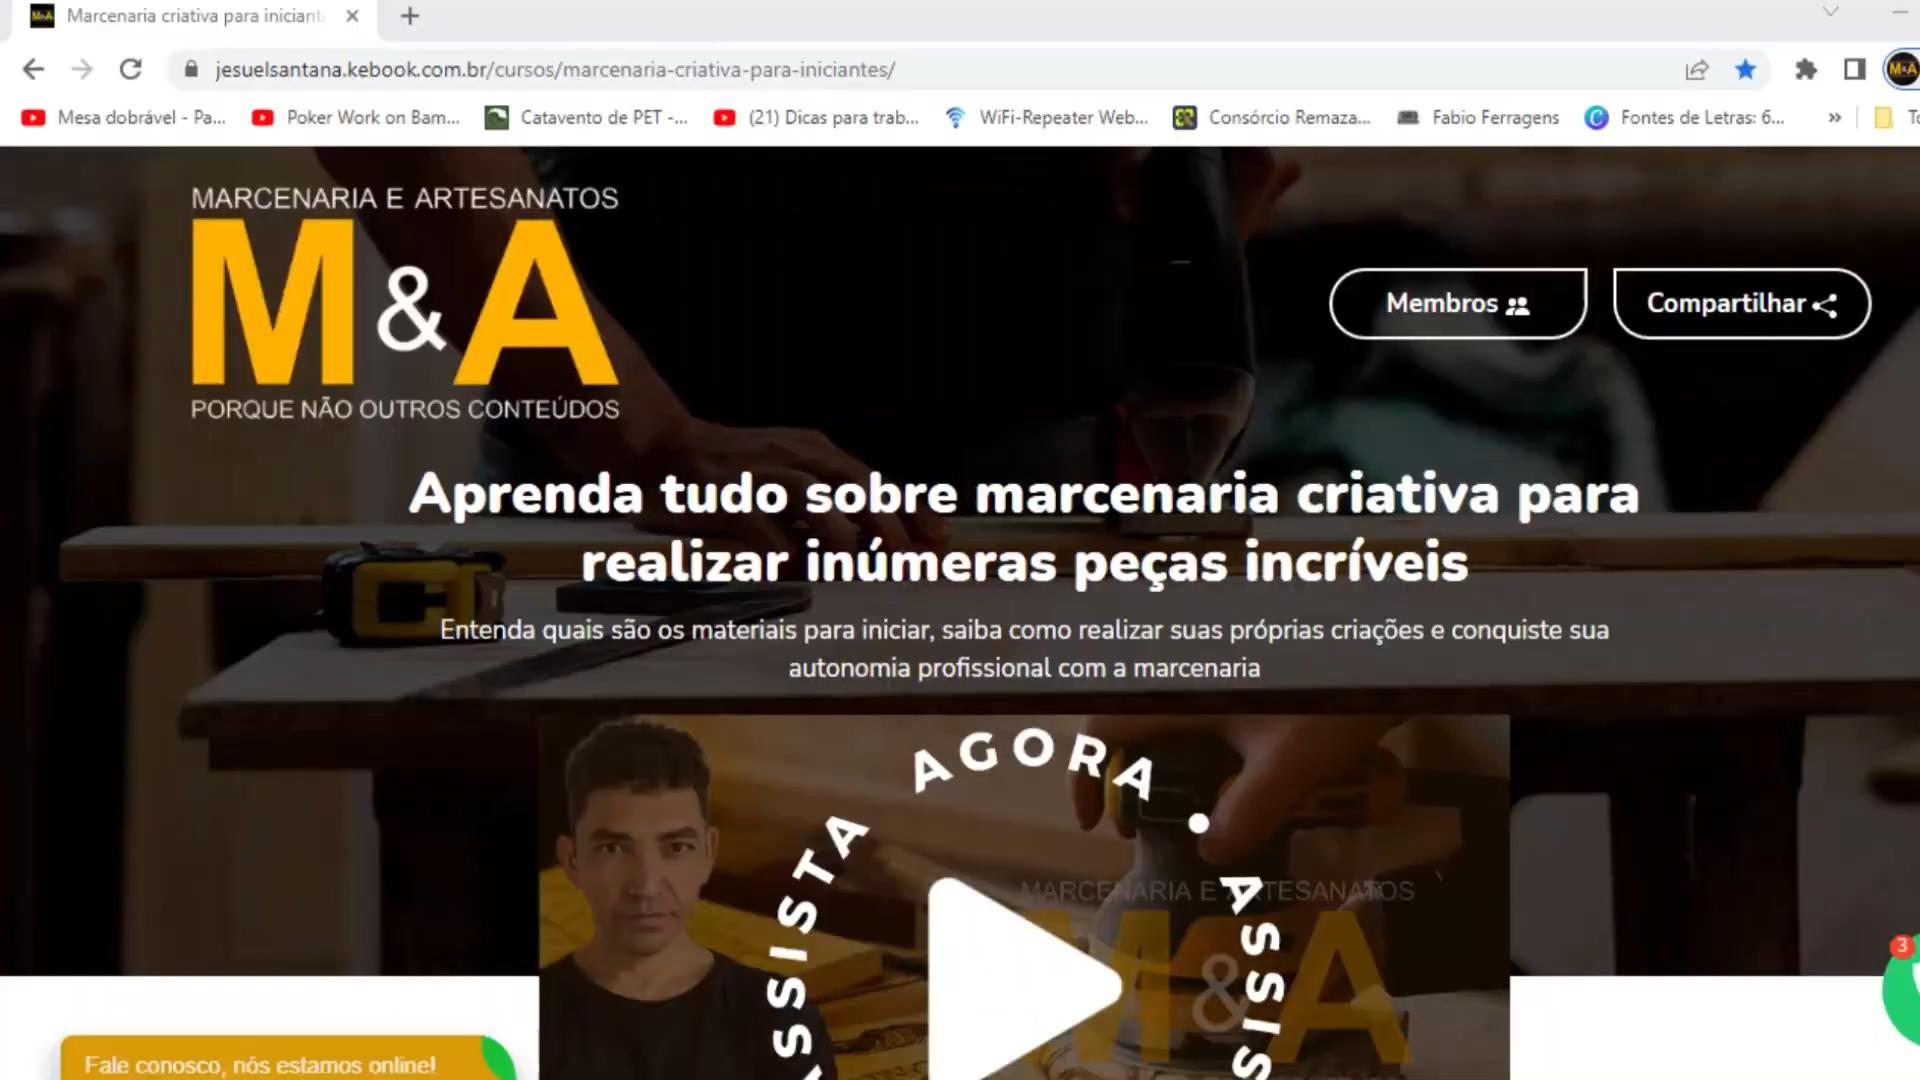 Marcenaria criativa para iniciant
jesuelsantana.kebook.com.br/cursos/marcenaria-criativa-para-iniciantes/
M&A
Mesa dobrável - Pa...
Poker Work on Bam...
Catavento de PET -...
(21) Dicas para trab...
WiFi-Repeater Web...
Consórcio Remaza...
Fabio Ferragens
Fontes de Letras: 6...
»
MARCENARIA E ARTESANATOS
M&A
PORQUE NÃO OUTROS CONTEÚDOS
Membros
Compartilhar
Aprenda tudo sobre marcenaria criativa para
realizar inúmeras peças incríveis
Entenda quais são os materiais para iniciar, saiba como realizar suas próprias criações e conquiste sua
autonomia profissional com a marcenaria
ASSISTA AGORA • ASSIS
MARCENARIA E ARTESANATOS
M&A
3
Fale conosco, nós estamos online!